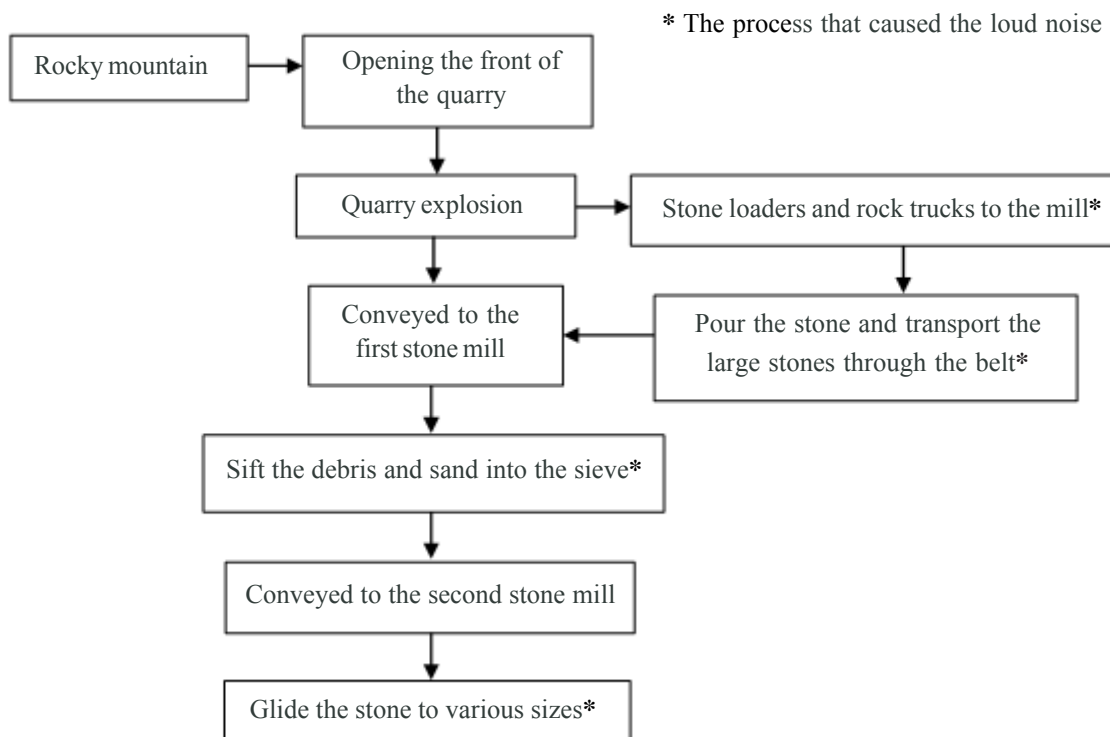 * The process that caused the loud noise
Rocky mountain
Opening the front of
the quarry
Quarry explosion
Stone loaders and rock trucks to the mill*
Conveyed to the
first stone mill
Pour the stone and transport the
large stones through the belt*
Sift the debris and sand into the sieve*
Conveyed to the second stone mill
Glide the stone to various sizes*